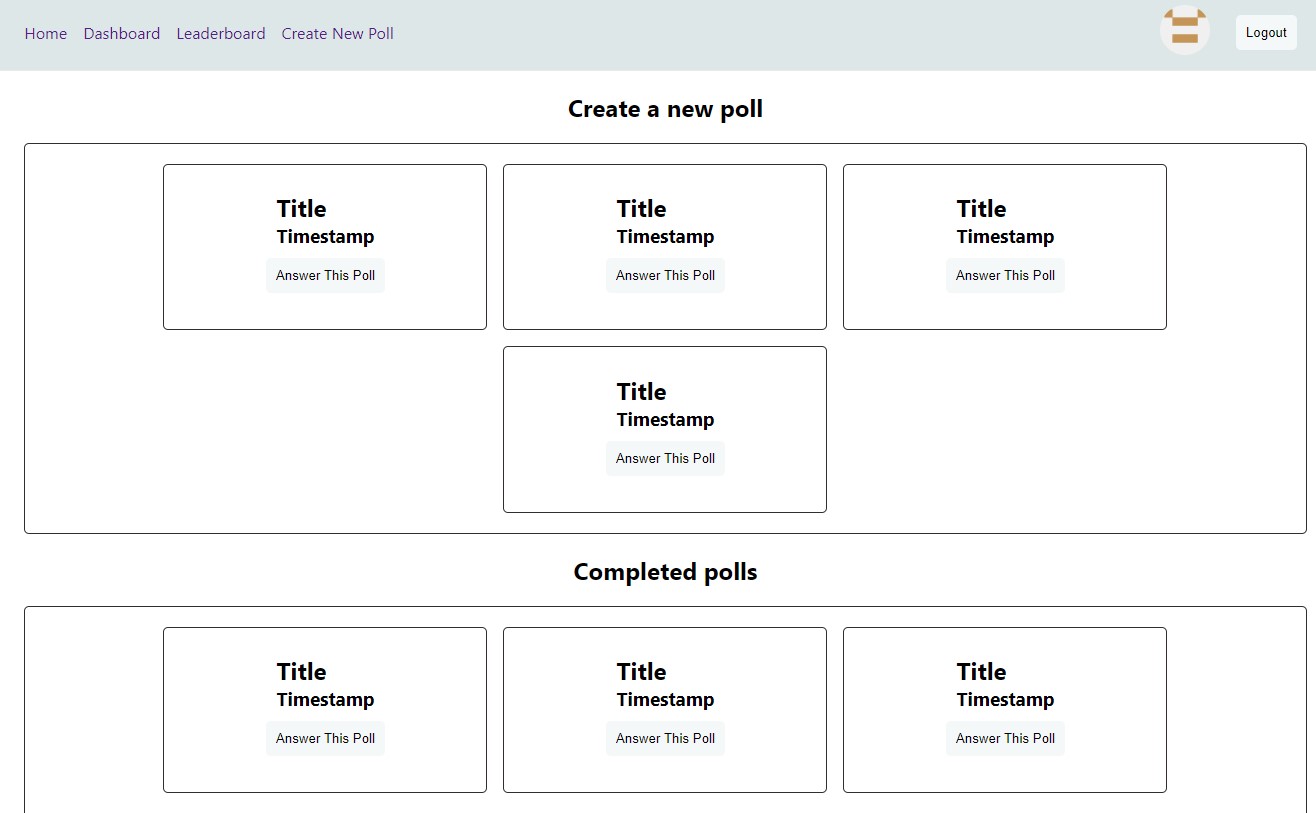 Home Dashboard Leaderboard Create New Poll Logout
Create a new poll
Title Title Title
Timestamp Timestamp Timestamp
Answer This Poll Answer This Poll Answer This Poll
Title
Timestamp
Answer This Poll
Completed polls
Title Title Title
Timestamp Timestamp Timestamp
Answer This Poll Answer This Poll Answer This Poll